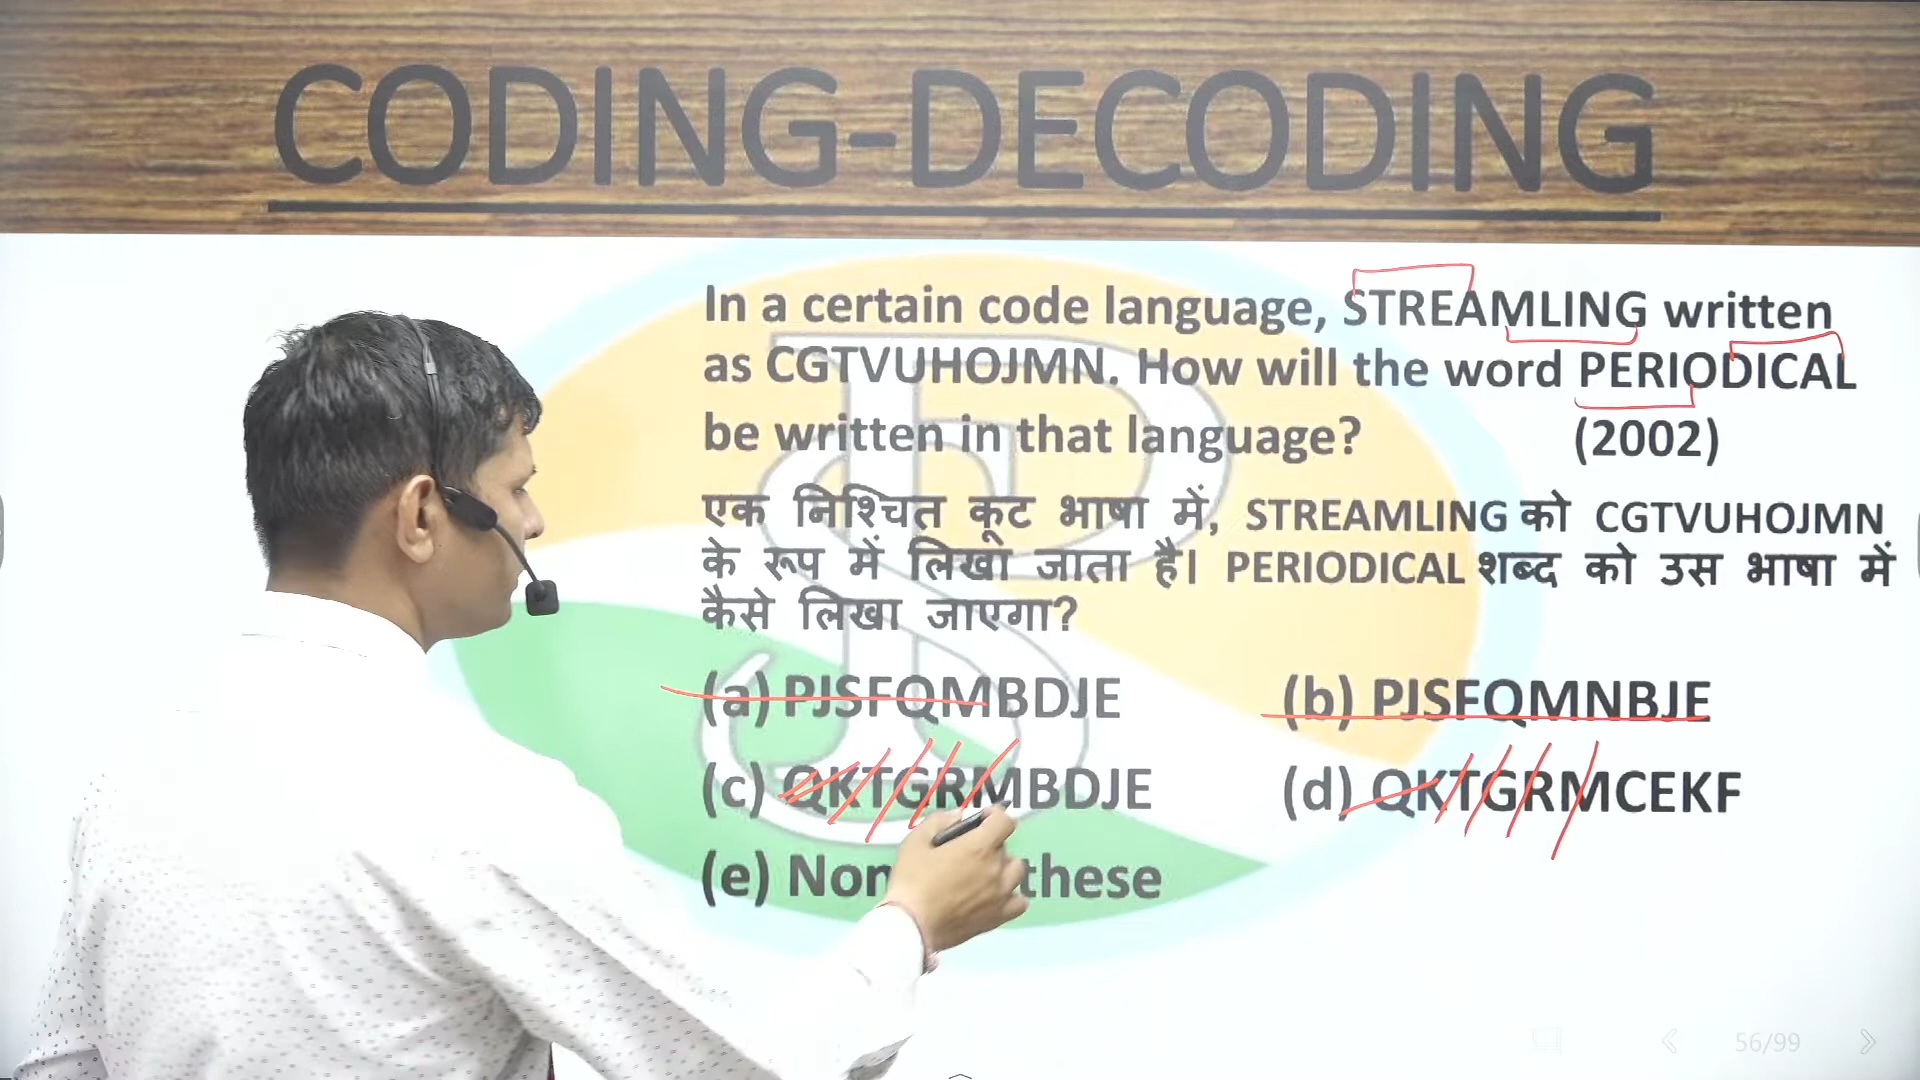 CODING-DECODING
In a certain code language, STREAMLING written
as CGTVUHOJMN. How will the word PERIODICAL
be written in that language? (2002)
एक निश्चित कूट भाषा में, STREAMLING को CGTVUHOJMN
के रूप में लिखा जाता है। PERIODICAL शब्द को उस भाषा में
कैसे लिखा जाएगा?
(a) PJSFQMBDJE (b) PJSFQMNBJE
(c) QKTGRMBDJE (d) QKTGRMCEKF
(e) these
56/99